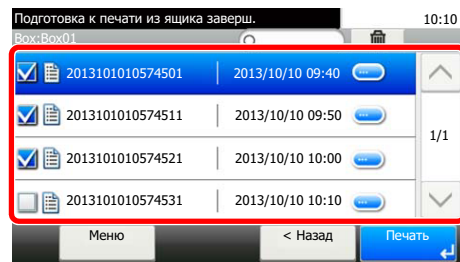 Подготовка к печати из ящика заверш. 10:10
Box:Box01
2013101010574501 2013/10/10 09:40
2013101010574511 2013/10/10 09:50
1/1
2013101010574521 2013/10/10 10:00
2013101010574531 2013/10/10 10:10
Меню < Назад Печать